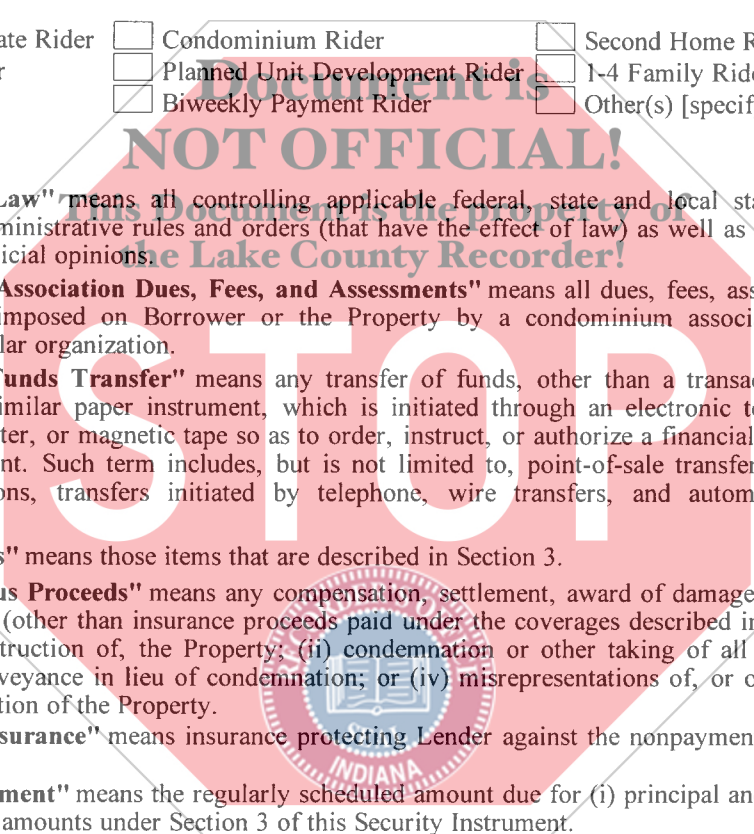 ate Rider Condominium Rider Second Home R
r Planned Unit Development Rider 1-4 Family Ride
Biweekly Payment Rider Other(s) [specif
Document is
NOT OFFICIAL!
This Document is the property of
the Lake County Recorder!
Law" means all controlling applicable federal, state and local sta
ministrative rules and orders (that have the effect of law) as well as
icial opinions.
Association Dues, Fees, and Assessments" means all dues, fees, ass
imposed on Borrower or the Property by a condominium associ
lar organization.
Funds Transfer" means any transfer of funds, other than a transac
imilar paper instrument, which is initiated through an electronic te
ter, or magnetic tape so as to order, instruct, or authorize a financial
nt. Such term includes, but is not limited to, point-of-sale transfer
ons, transfers initiated by telephone, wire transfers, and autom
STOP
s" means those items that are described in Section 3.
us Proceeds" means any compensation, settlement, award of damage
(other than insurance proceeds paid under the coverages described in
struction of, the Property; (ii) condemnation or other taking of all
veyance in lieu of condemnation; or (iv) misrepresentations of, or o
tion of the Property.
surance" means insurance protecting Lender against the nonpaymen
ment" means the regularly scheduled amount due for (i) principal an
amounts under Section 3 of this Security Instrument.
SEAL
INDIANA